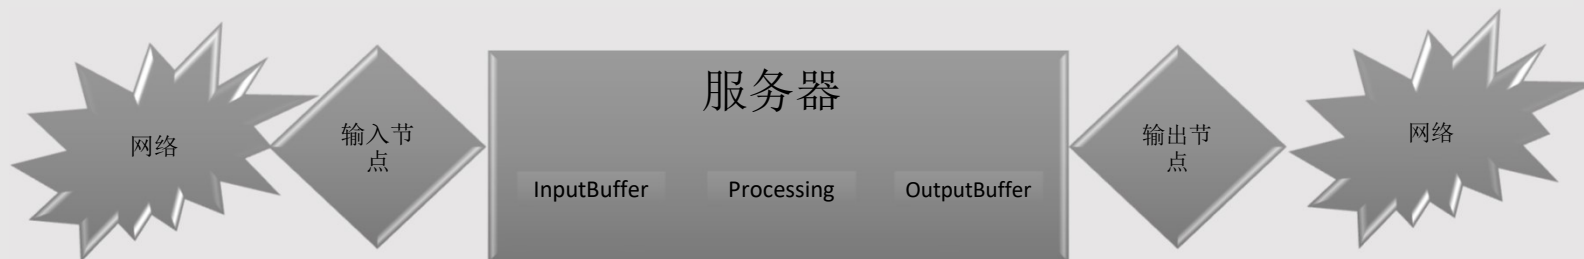 网络
输入节
点
服务器
InputBuffer
Processing
OutputBuffer
输出节
点
网络